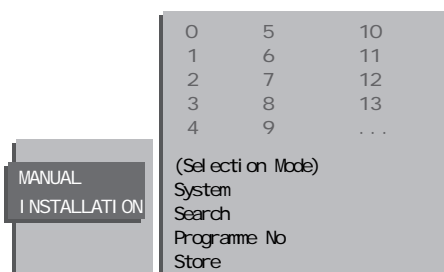 0 5 10
1 6 11
2 7 12
3 8 13
4 9 ...
MANUAL
INSTALLATION
(Selection Mode)
System
Search
Programme No
Store